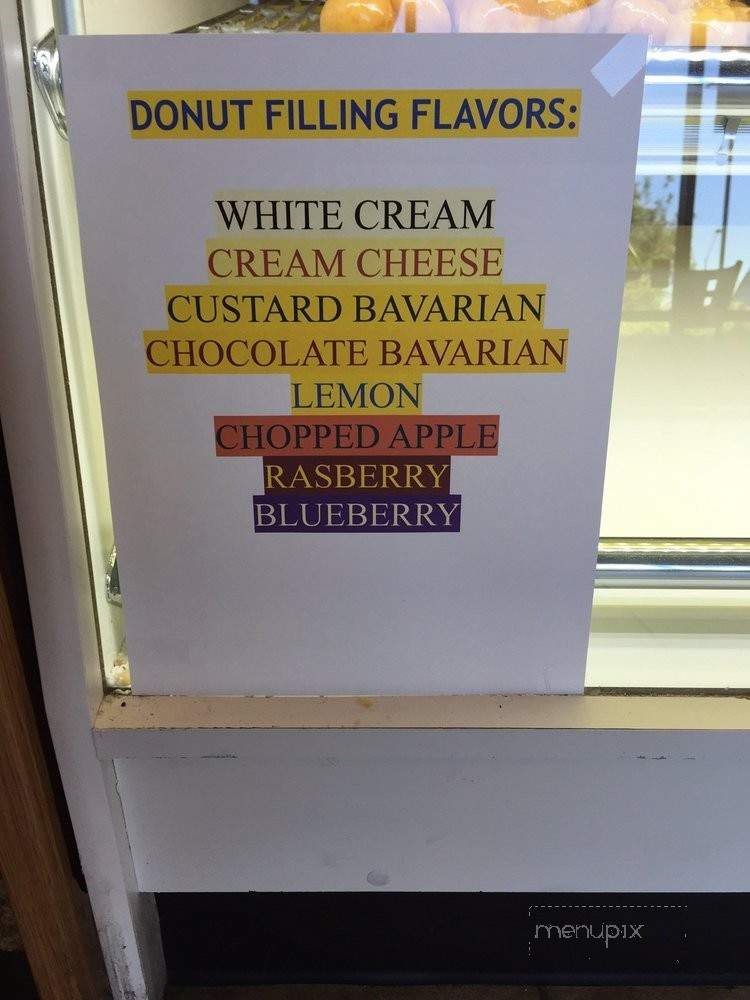 DONUT FILLING FLAVORS:
WHITE CREAM
CREAM CHEESE
CUSTARD BAVARIAN
CHOCOLATE BAVARIAN
LEMON
CHOPPED APPLE
RASBERRY
BLUEBERRY
menupix